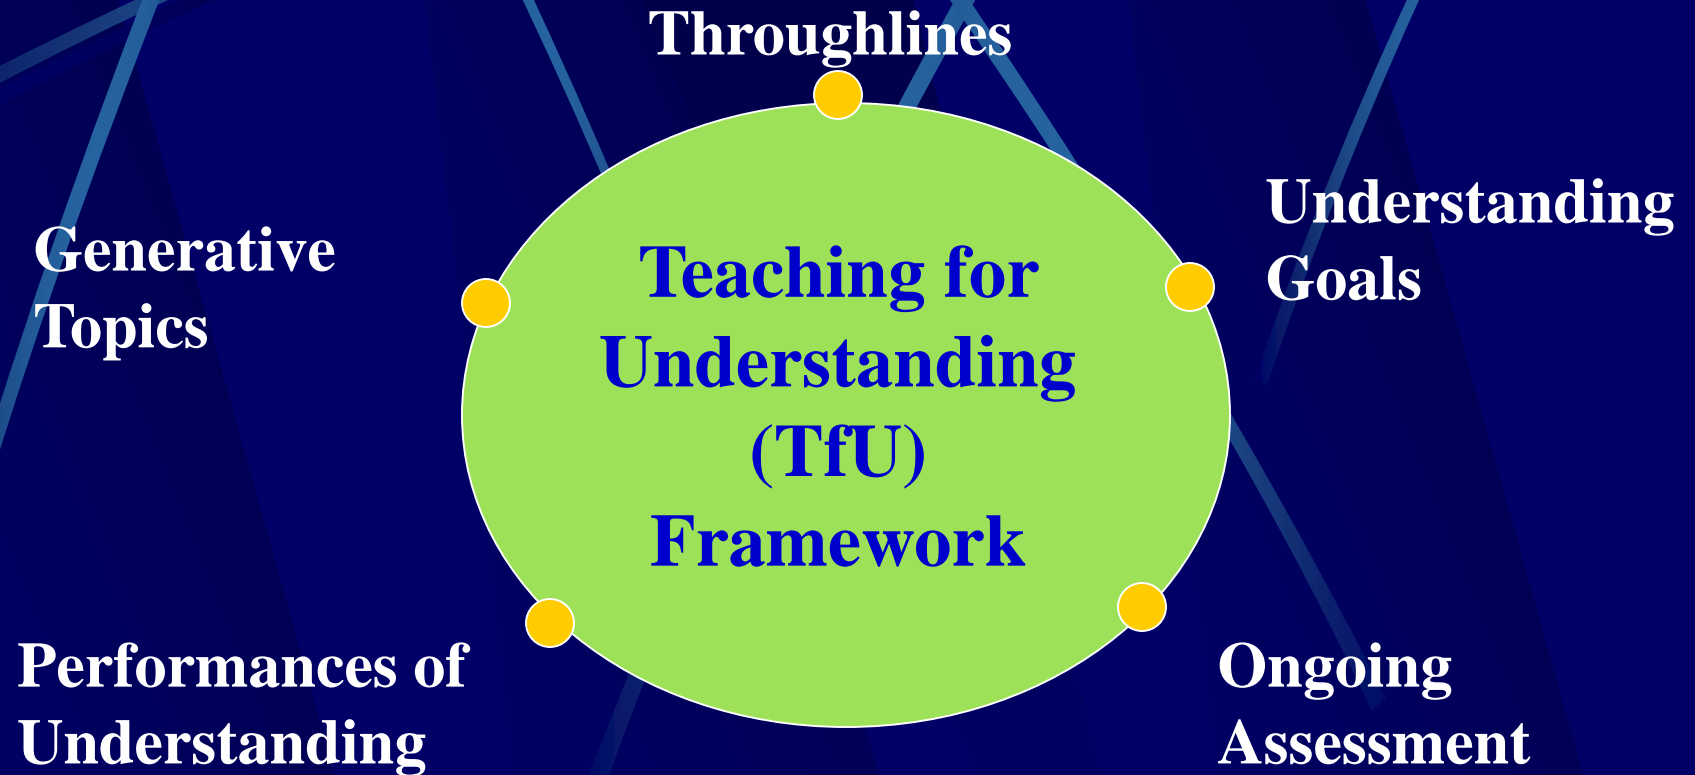 Throughlines
Understanding
Goals
Generative
Topics
Teaching for
Understanding
(TfU)
Framework
Performances of
Understanding
Ongoing
Assessment